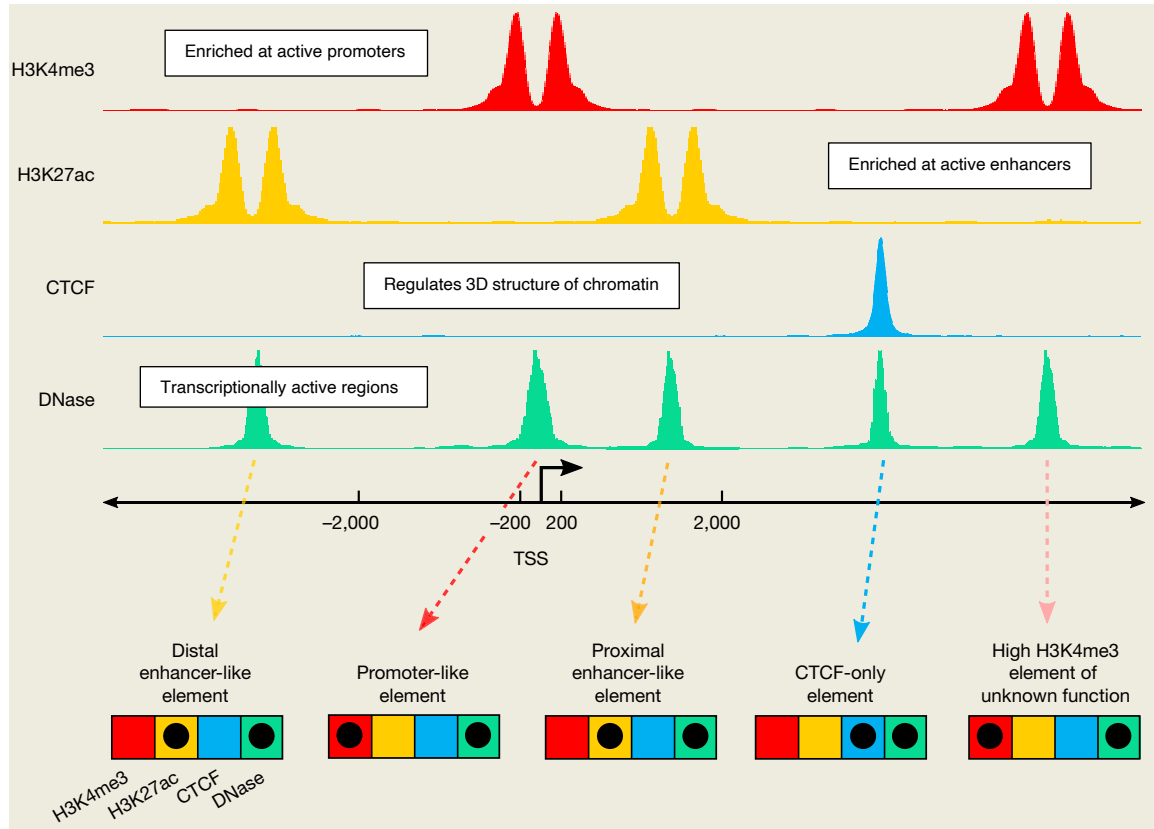 H3K4me3
Enriched at active promoters
H3K27ac
Enriched at active enhancers
CTCF
Regulates 3D structure of chromatin
DNase
Transcriptionally active regions
–2,000
–200
200
2,000
TSS
Distal
enhancer-like
element
Promoter-like
element
Proximal
enhancer-like
element
CTCF-only
element
High H3K4me3
element of
unknown function
H3K4me3
H3K27ac
CTCF
DNase